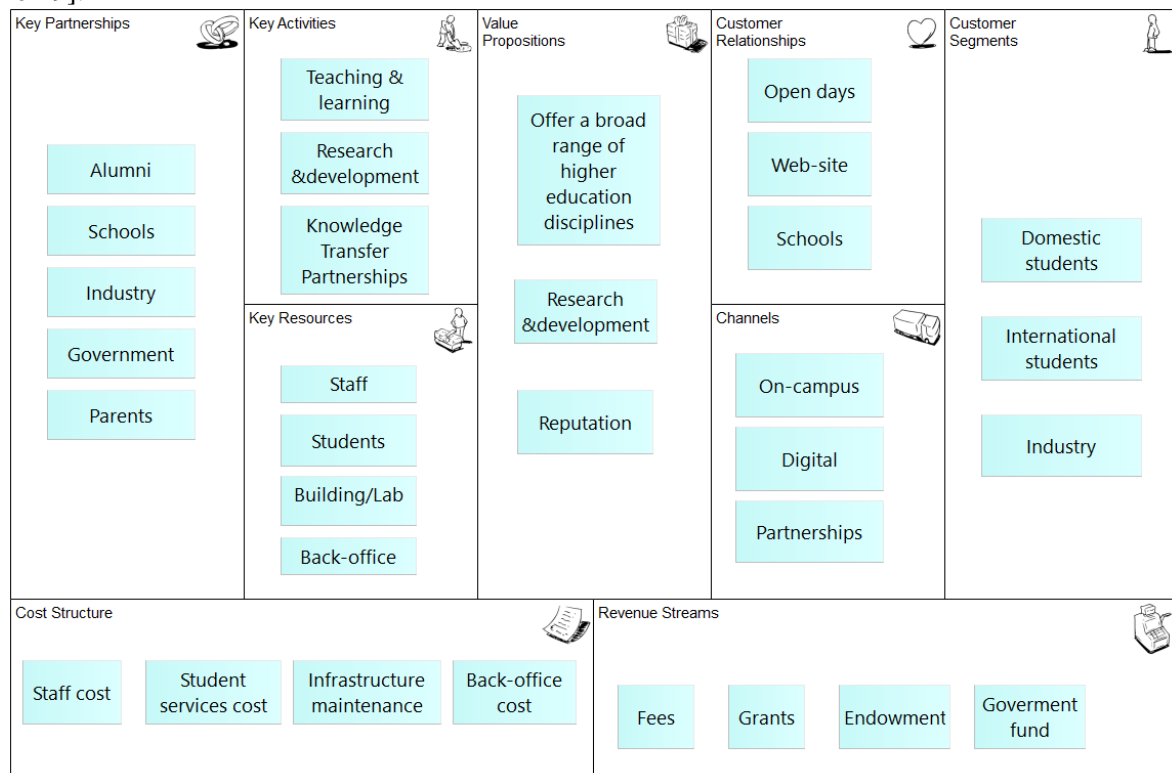 Key Partnerships
Alumni
Schools
Industry
Government
Parents
Key Activities
Teaching &
learning
Research
&development
Knowledge
Transfer
Partnerships
Key Resources
Staff
Students
Building/Lab
Back-office
Value
Propositions
Offer a broad
range of
higher
education
disciplines
Research
&development
Reputation
Customer
Relationships
Open days
Web-site
Schools
Channels
On-campus
Digital
Partnerships
Customer
Segments
Domestic
students
International
students
Industry
Cost Structure
Staff cost
Student
services cost
Infrastructure
maintenance
Back-office
cost
Revenue Streams
Fees
Grants
Endowment
Goverment
fund